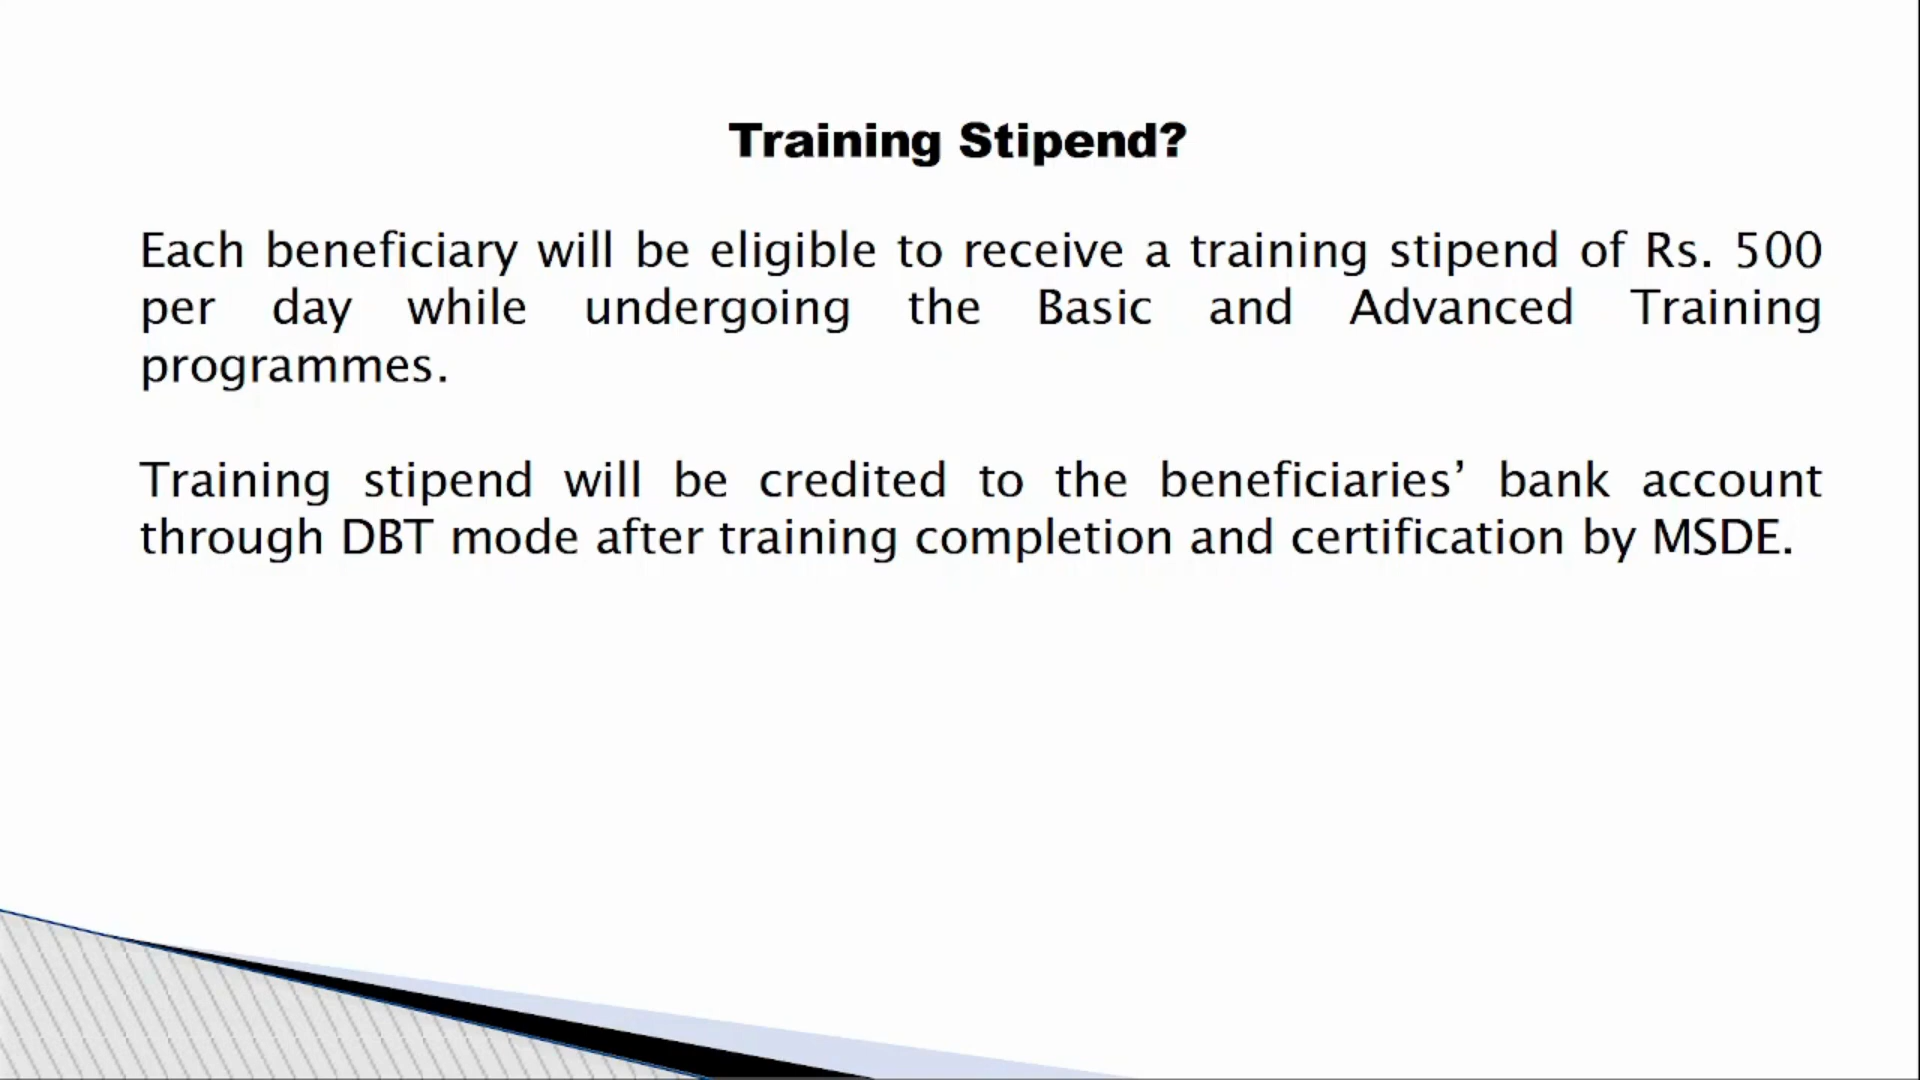 Training Stipend?
Each beneficiary will be eligible to receive a training stipend of Rs. 500
per day while undergoing the Basic and Advanced Training
programmes.
Training stipend will be credited to the beneficiaries’ bank account
through DBT mode after training completion and certification by MSDE.